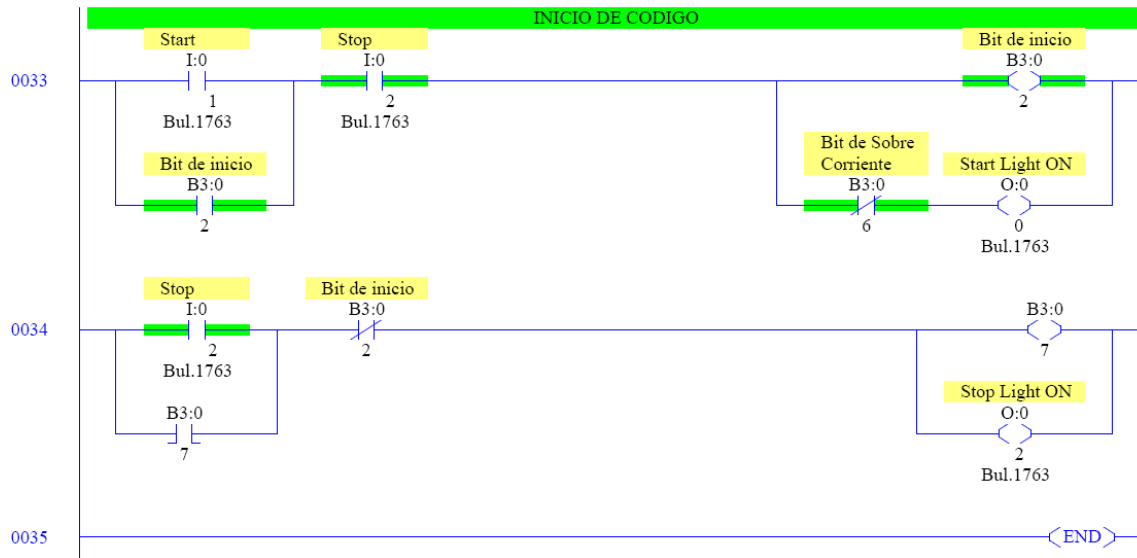 INICIO DE CODIGO
Start
Stop
Bit de inicio
I:0
I:0
B3:0
0033
1
2
2
Bul.1763
Bul.1763
Bit de inicio
Bit de Sobre
Corriente
Start Light ON
B3:0
B3:0
O:0
2
6
0
Bul.1763
Stop
Bit de inicio
I:0
B3:0
B3:0
0034
2
2
7
Bul.1763
Stop Light ON
B3:0
O:0
7
2
Bul.1763
0035
END